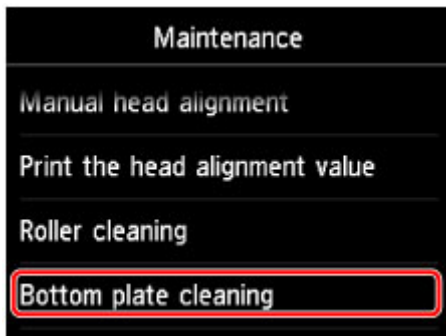 Maintenance
Manual head alignment
Print the head alignment value
Roller cleaning
Bottom plate cleaning